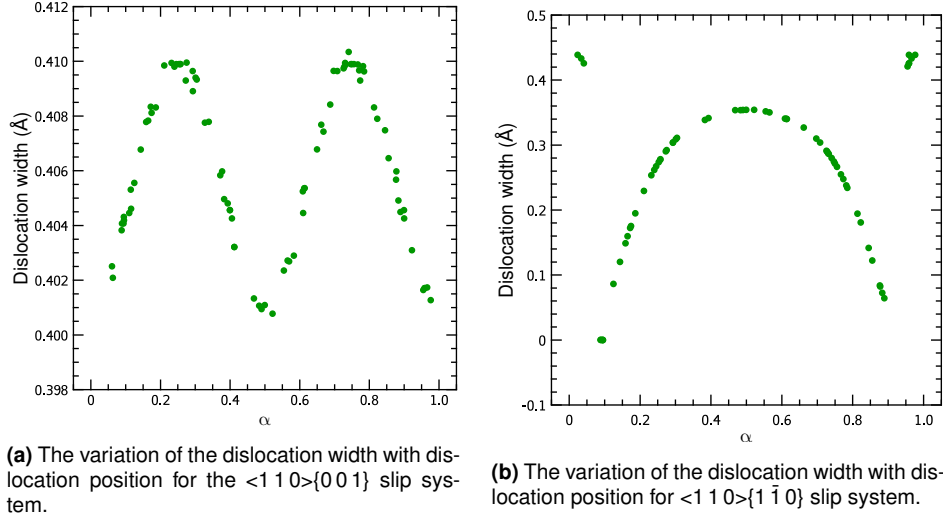 0.412
0.410
0.408
0.406
0.404
0.402
0.400
0.398
Dislocation width (Å)
0 0.2 0.4 0.6 0.8 1.0
α
(a) The variation of the dislocation width with dis-
location position for the <1 1 0>{0 0 1} slip sys-
tem.
0.5
0.4
0.3
0.2
0.1
0
-0.1
Dislocation width (Å)
0 0.2 0.4 0.6 0.8 1.0
α
(b) The variation of the dislocation width with dis-
location position for <1 1 0>{1 1̄ 0} slip system.